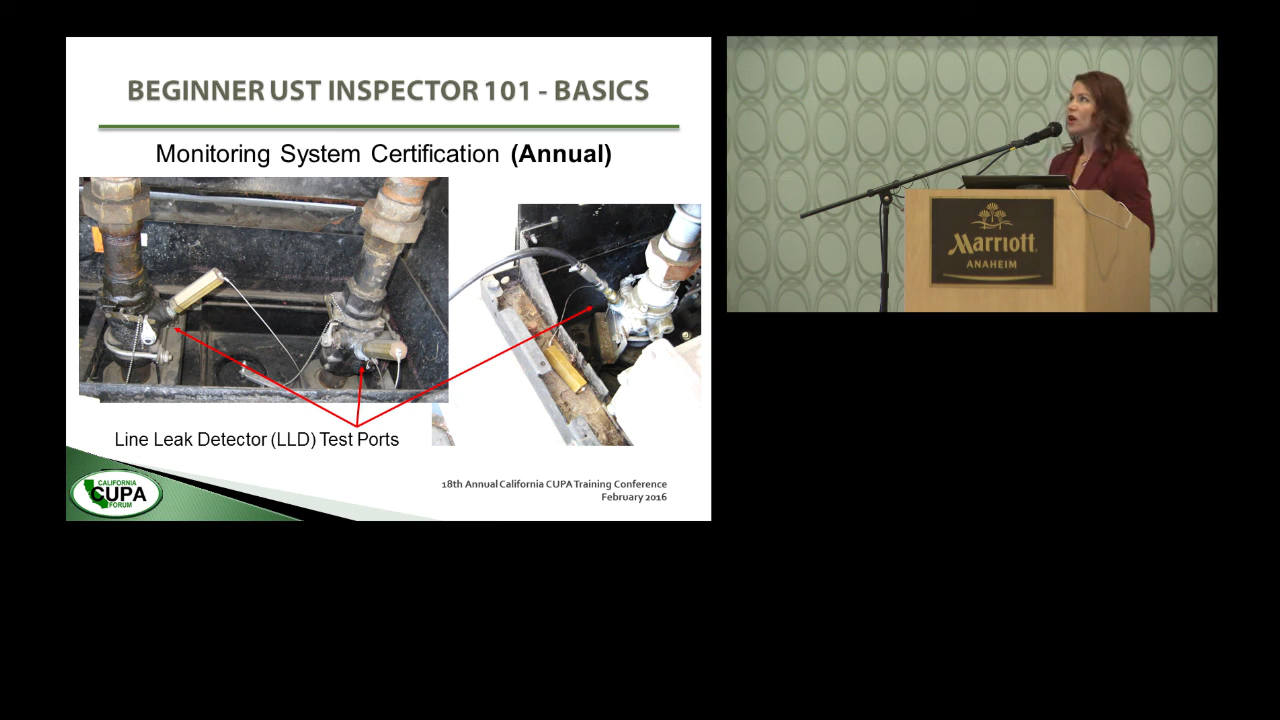 BEGINNER UST INSPECTOR 101 - BASICS
Monitoring System Certification (Annual)
Line Leak Detector (LLD) Test Ports
18th Annual California CUPA Training Conference
February 2016
CALIFORNIA
CUPA
FORUM
Marriott
ANAHEIM